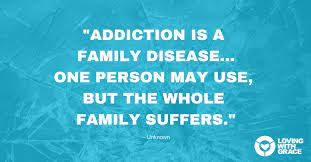 "ADDICTION IS A
FAMILY DISEASE...
ONE PERSON MAY USE,
BUT THE WHOLE
FAMILY SUFFERS."
- Unknown
LOVING
WITH
GRACE